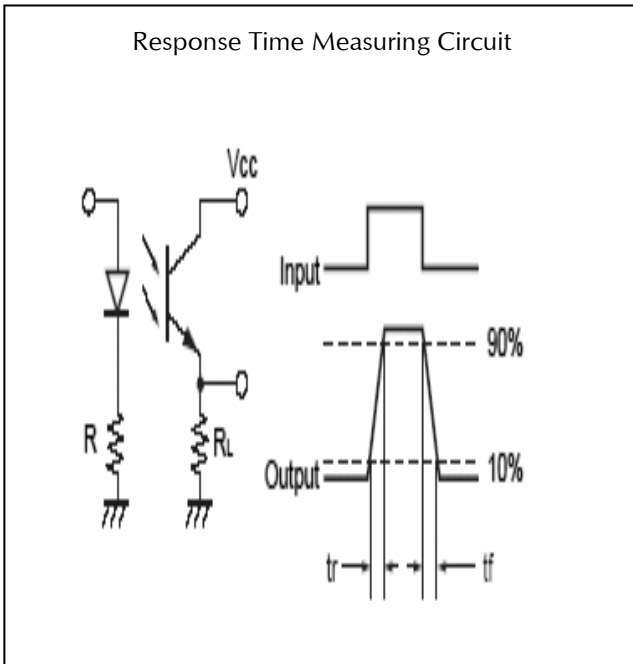 Response Time Measuring Circuit
Vcc
Input
90%
R
RL
Output
10%
tr
tf